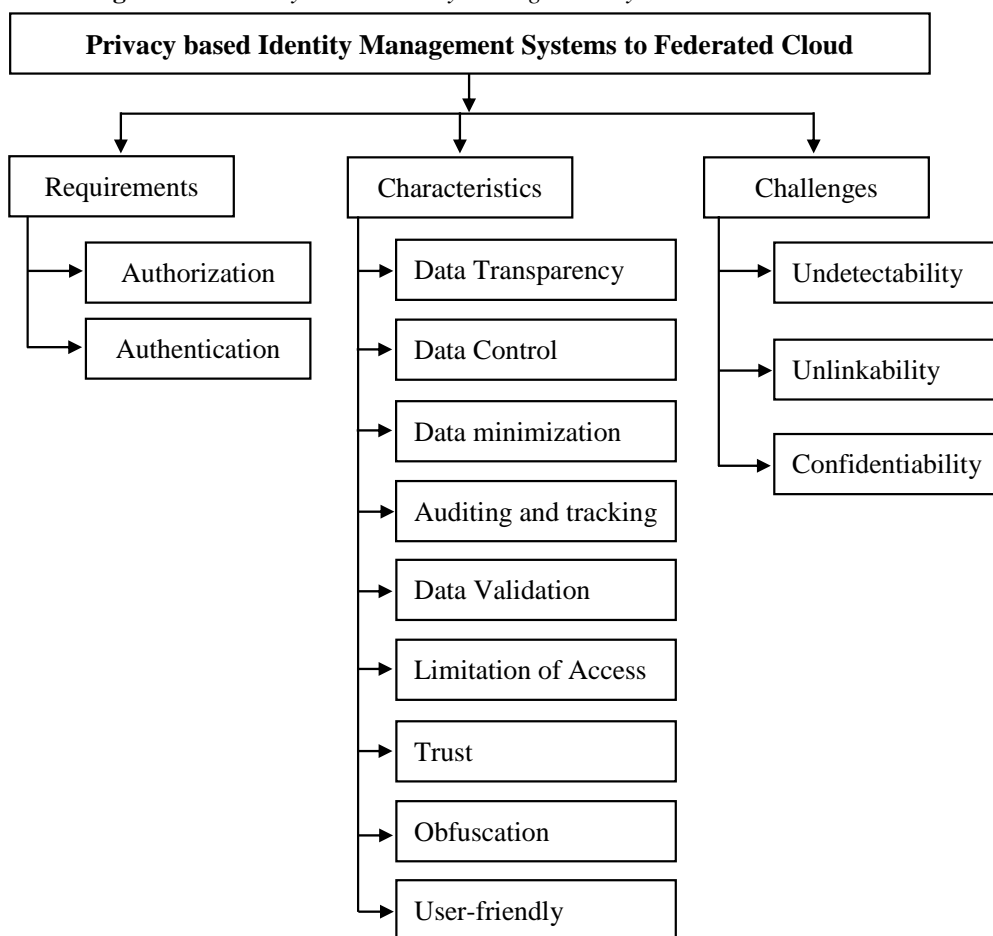 Privacy based Identity Management Systems to Federated Cloud
Requirements
Characteristics
Challenges
Authorization
Authentication
Data Transparency
Data Control
Data minimization
Auditing and tracking
Data Validation
Limitation of Access
Trust
Obfuscation
User-friendly
Undetectability
Unlinkability
Confidentiability